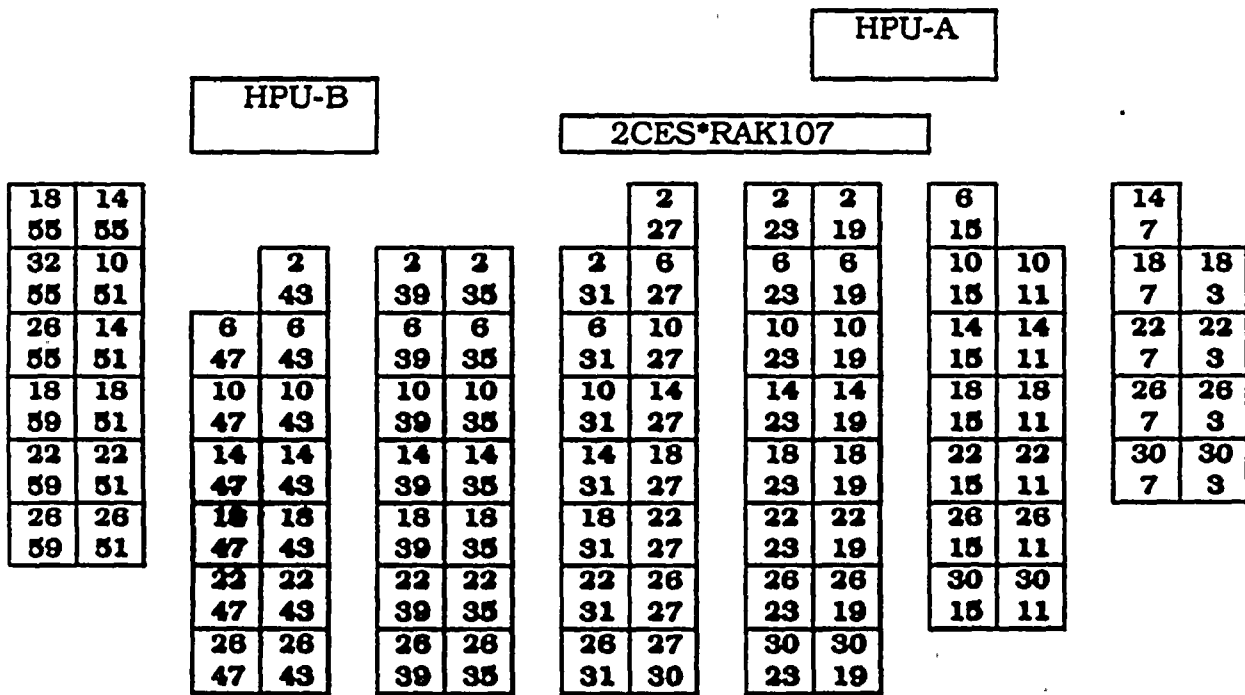 HPU-A
HPU-B
2CES*RAK107
18 14 2 2 2 6 14
55 55 27 23 19 15 7
32 10 2 2 2 2 6 6 6 10 10 18 18
55 51 43 39 35 31 27 23 19 15 11 7 3
26 14 6 6 6 6 6 10 10 10 14 14 22 22
55 51 47 43 39 35 31 27 23 19 15 11 7 3
18 18 10 10 10 10 10 14 14 14 18 18 26 26
59 51 47 43 39 35 31 27 23 19 15 11 7 3
22 22 14 14 14 14 14 18 18 18 22 22 30 30
59 51 47 43 39 35 31 27 23 19 15 11 7 3
26 26 18 18 18 18 18 22 22 22 26 26
59 51 47 43 39 35 31 27 23 19 15 11
22 22 22 22 22 26 26 26 30 30
47 43 39 35 31 27 23 19 15 11
26 26 26 26 26 27 30 30
47 43 39 35 31 30 23 19